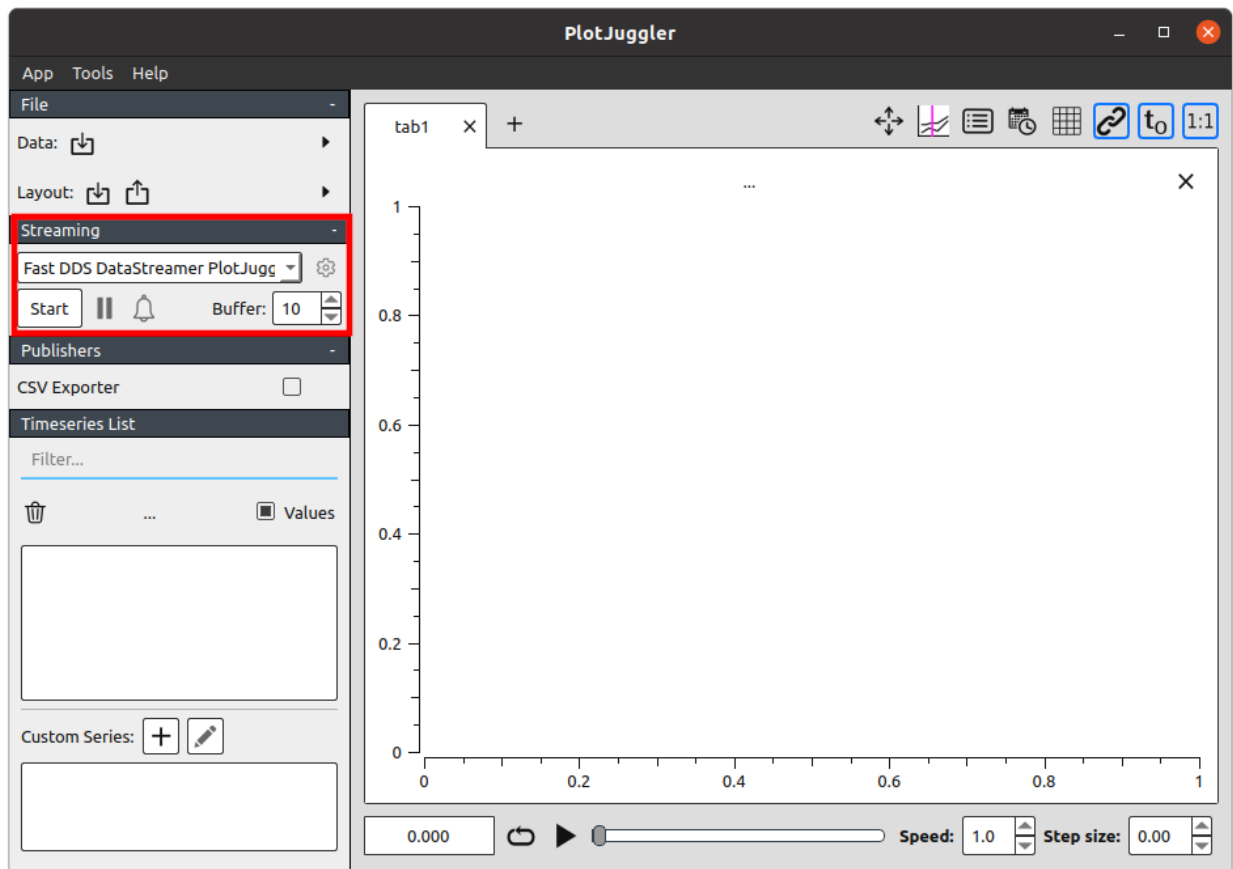 PlotJuggler
App Tools Help
File -
Data:
Layout:
Streaming -
Fast DDS DataStreamer PlotJugg
Start Buffer: 10
Publishers -
CSV Exporter
Timeseries List
Filter...
... Values
Custom Series: +
tab1 × +
t0 1:1
...
1
0.8
0.6
0.4
0.2
0
0 0.2 0.4 0.6 0.8 1
0.000 Speed: 1.0 Step size: 0.00